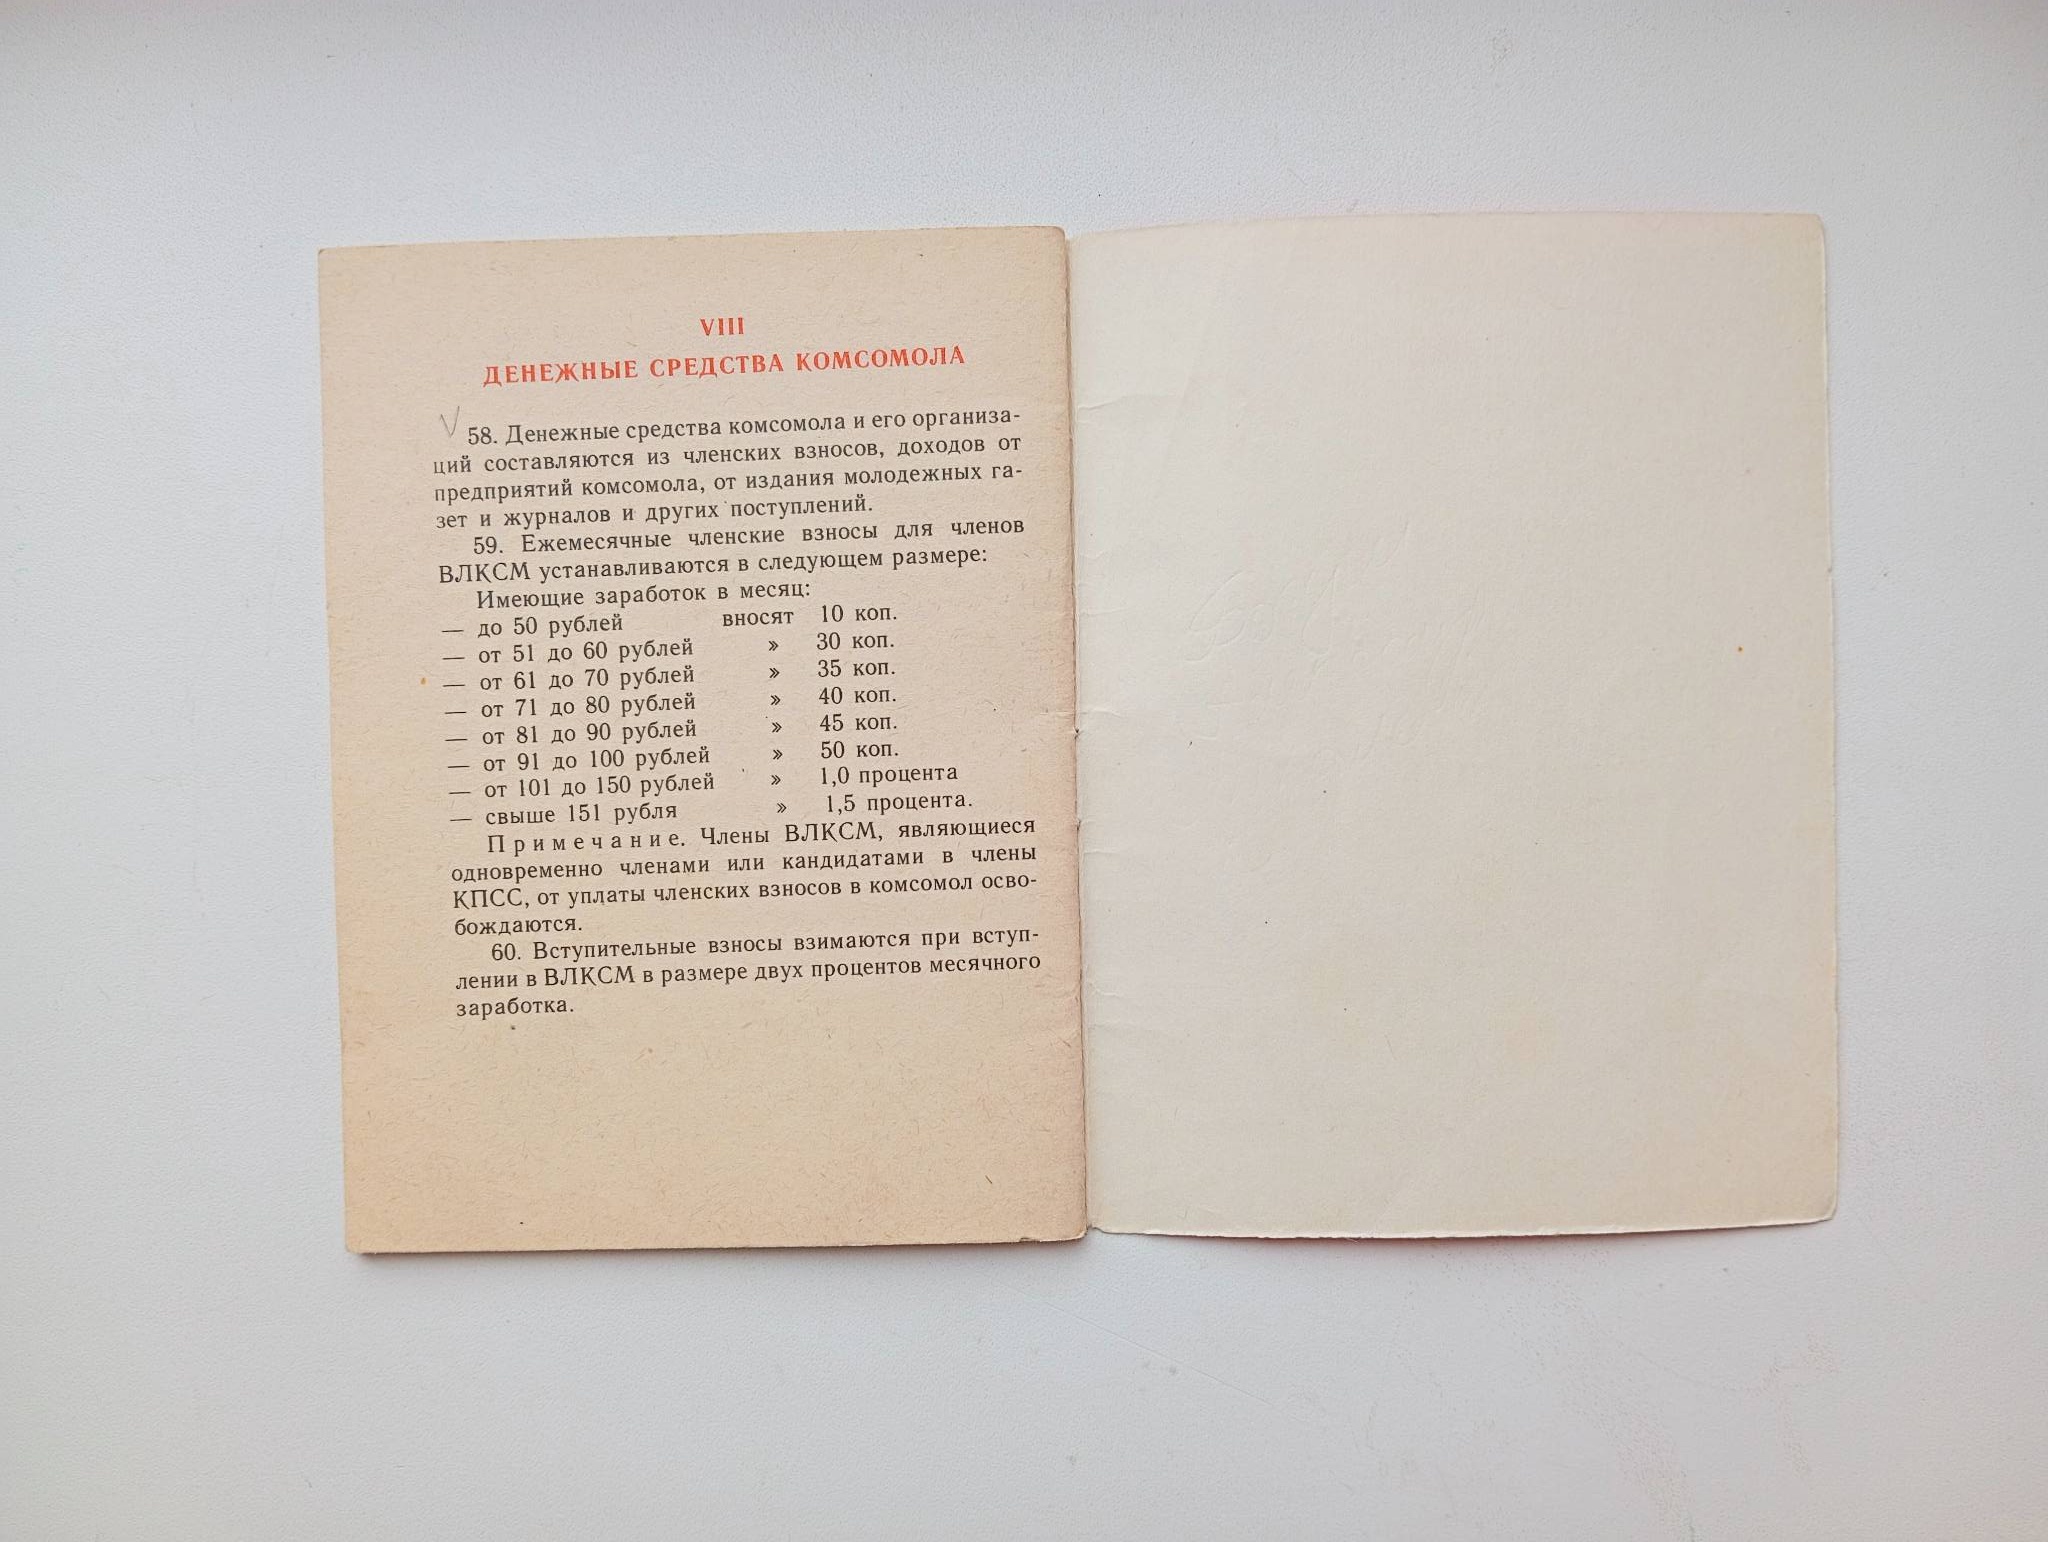 VIII
ДЕНЕЖНЫЕ СРЕДСТВА КОМСОМОЛА
58. Денежные средства комсомола и его организа-
ций составляются из членских взносов, доходов от
предприятий комсомола, от издания молодежных га-
зет и журналов и других поступлений.
59. Ежемесячные членские взносы для членов
ВЛКСМ устанавливаются в следующем размере:
Имеющие заработок в месяц:
— до 50 рублей вносят 10 коп.
— от 51 до 60 рублей » 30 коп.
— от 61 до 70 рублей » 35 коп.
— от 71 до 80 рублей » 40 коп.
— от 81 до 90 рублей » 45 коп.
— от 91 до 100 рублей » 50 коп.
— от 101 до 150 рублей » 1,0 процента
— свыше 151 рубля » 1,5 процента.
Примечание. Члены ВЛКСМ, являющиеся
одновременно членами или кандидатами в члены
КПСС, от уплаты членских взносов в комсомол осво-
бождаются.
60. Вступительные взносы взимаются при вступ-
лении в ВЛКСМ в размере двух процентов месячного
заработка.